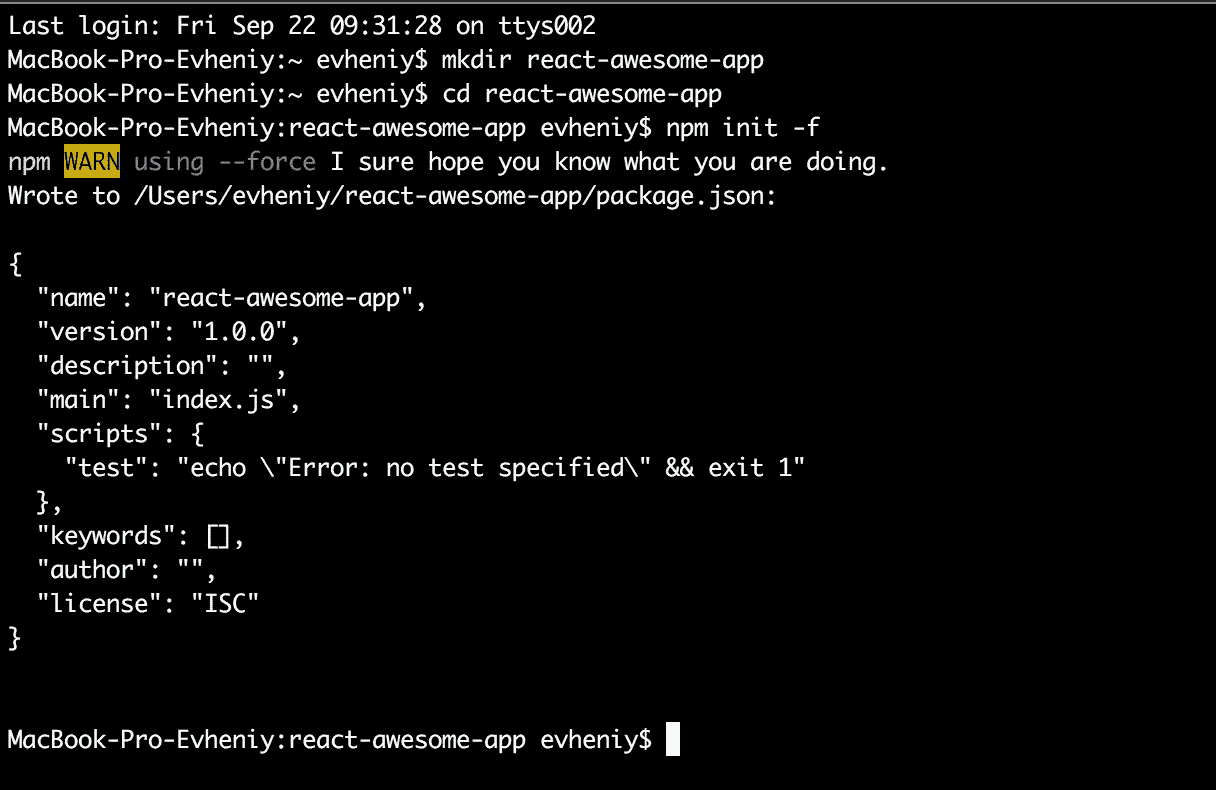 Last login: Fri Sep 22 09:31:28 on ttys002
MacBook-Pro-Evheniy:~ evheniy$ mkdir react-awesome-app
MacBook-Pro-Evheniy:~ evheniy$ cd react-awesome-app
MacBook-Pro-Evheniy:react-awesome-app evheniy$ npm init -f
npm WARN using --force I sure hope you know what you are doing.
Wrote to /Users/evheniy/react-awesome-app/package.json:

{
  "name": "react-awesome-app",
  "version": "1.0.0",
  "description": "",
  "main": "index.js",
  "scripts": {
    "test": "echo \"Error: no test specified\" && exit 1"
  },
  "keywords": [],
  "author": "",
  "license": "ISC"
}

MacBook-Pro-Evheniy:react-awesome-app evheniy$